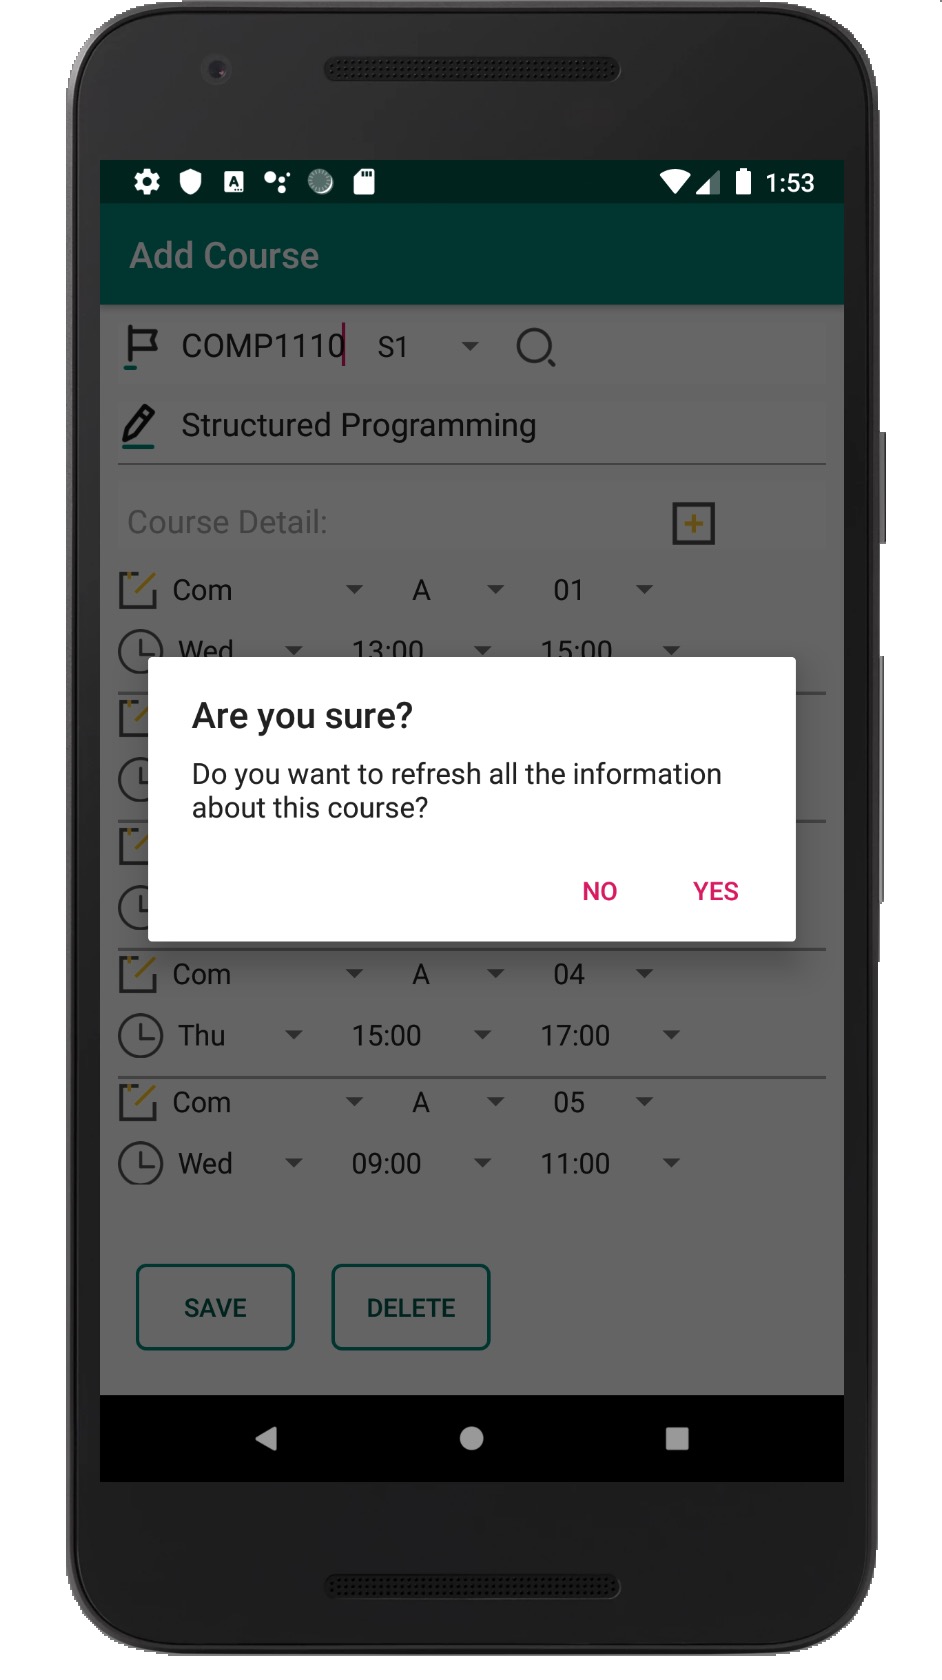 1:53
Add Course
COMP1110 S1
Structured Programming
Course Detail:
Com A 01
Wed 13:00 15:00
Are you sure?
Do you want to refresh all the information
about this course?
NO YES
Com A 04
Thu 15:00 17:00
Com A 05
Wed 09:00 11:00
SAVE DELETE